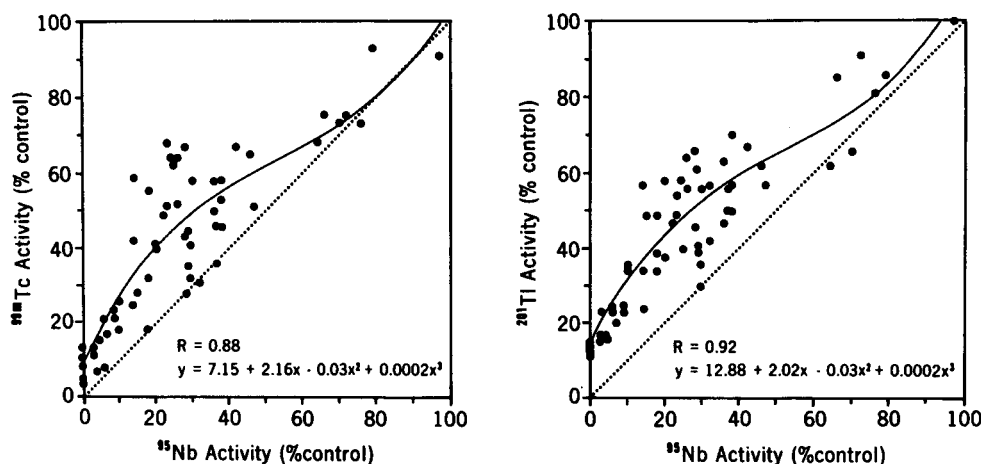 100
80
60
40
20
0
⁹⁹ᵐTc Activity (% control)
R = 0.88
y = 7.15 + 2.16x - 0.03x² + 0.0002x³
0 20 40 60 80 100
⁹⁵Nb Activity (%control)
100
80
60
40
20
0
²⁰¹Tl Activity (% control)
R = 0.92
y = 12.88 + 2.02x - 0.03x² + 0.0002x³
0 20 40 60 80 100
⁹⁵Nb Activity (%control)